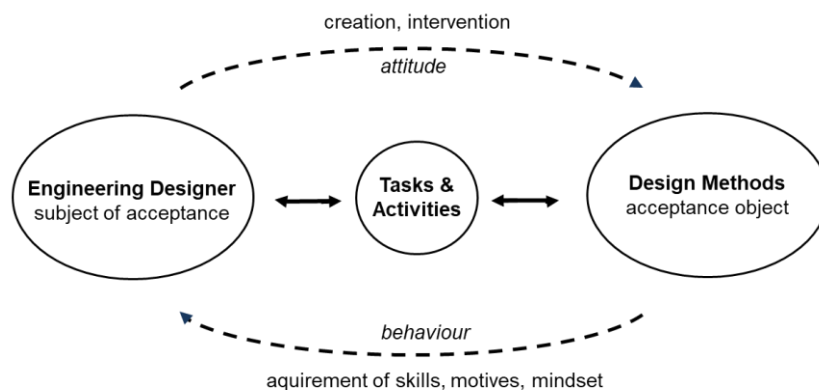 creation, intervention
attitude
Engineering Designer
subject of acceptance
Tasks &
Activities
Design Methods
acceptance object
behaviour
aquirement of skills, motives, mindset